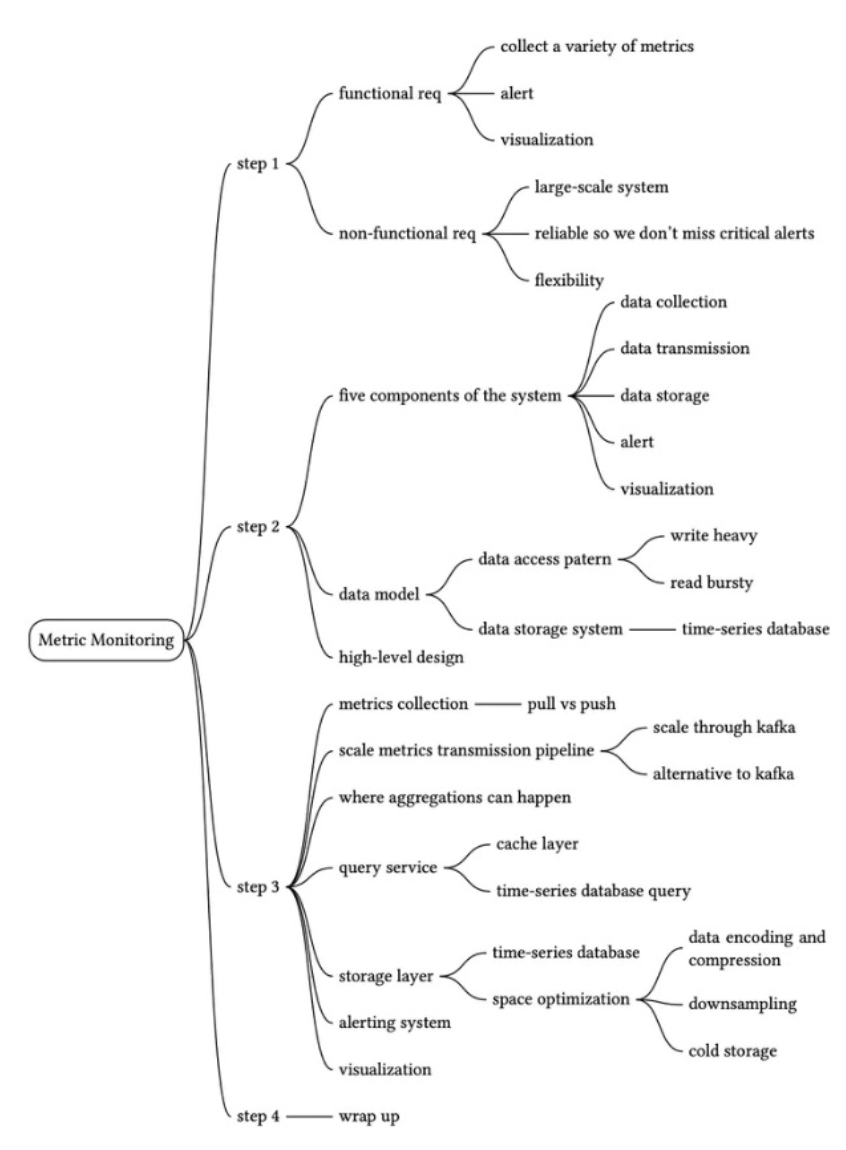 collect a variety of metrics
functional req
alert
visualization
step 1
large-scale system
non-functional req
reliable so we don't miss critical alerts
flexibility
data collection
data transmission
five components of the system
data storage
alert
visualization
step 2
write heavy
data access patern
read bursty
data model
data storage system
time-series database
Metric Monitoring
high-level design
metrics collection
pull vs push
scale through kafka
scale metrics transmission pipeline
alternative to kafka
where aggregations can happen
cache layer
query service
step 3
time-series database query
data encoding and
compression
time-series database
storage layer
space optimization
downsampling
alerting system
cold storage
visualization
step 4
wrap up